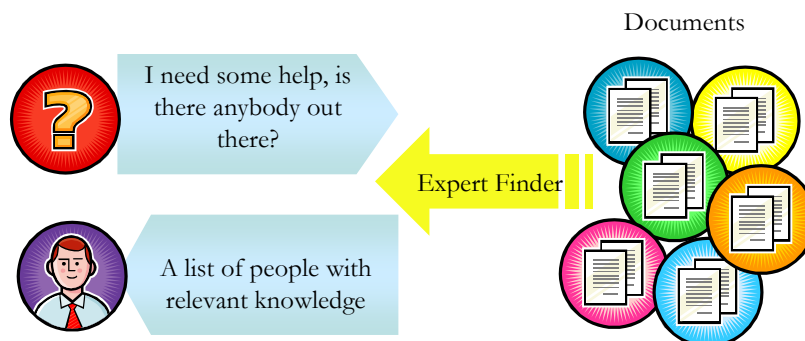 Documents
I need some help, is
there anybody out
there?
?
Expert Finder
A list of people with
relevant knowledge